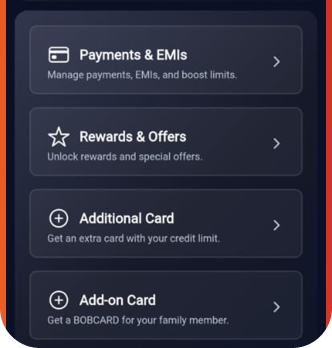 Payments & EMIs
Manage payments, EMIs, and boost limits.
Rewards & Offers
Unlock rewards and special offers.
Additional Card
Get an extra card with your credit limit.
Add-on Card
Get a BOBCARD for your family member.